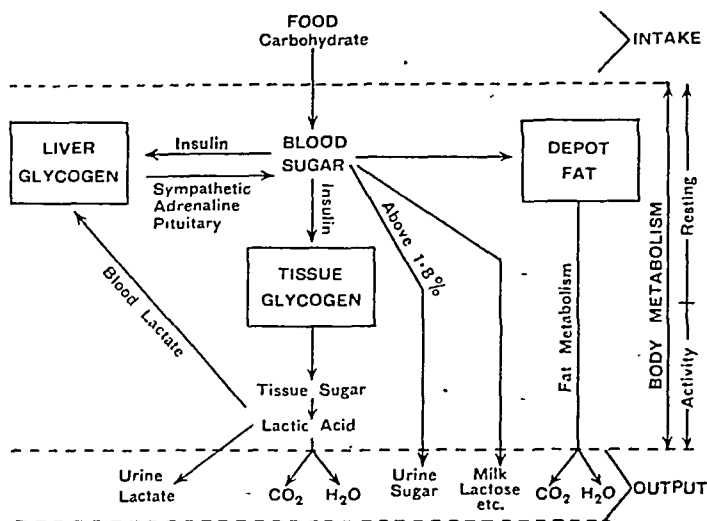 FOOD
Carbohydrate
INTAKE
LIVER
GLYCOGEN
Insulin
BLOOD
SUGAR
DEPOT
FAT
Sympathetic
Adrenaline
Pituitary
Insulin
Above 1·8%
TISSUE
GLYCOGEN
Blood Lactate
Fat Metabolism
BODY METABOLISM
Resting
Activity
Tissue Sugar
Lactic Acid
Urine
Lactate
CO2
H2O
Urine
Sugar
Milk
Lactose
etc.
CO2
H2O
OUTPUT